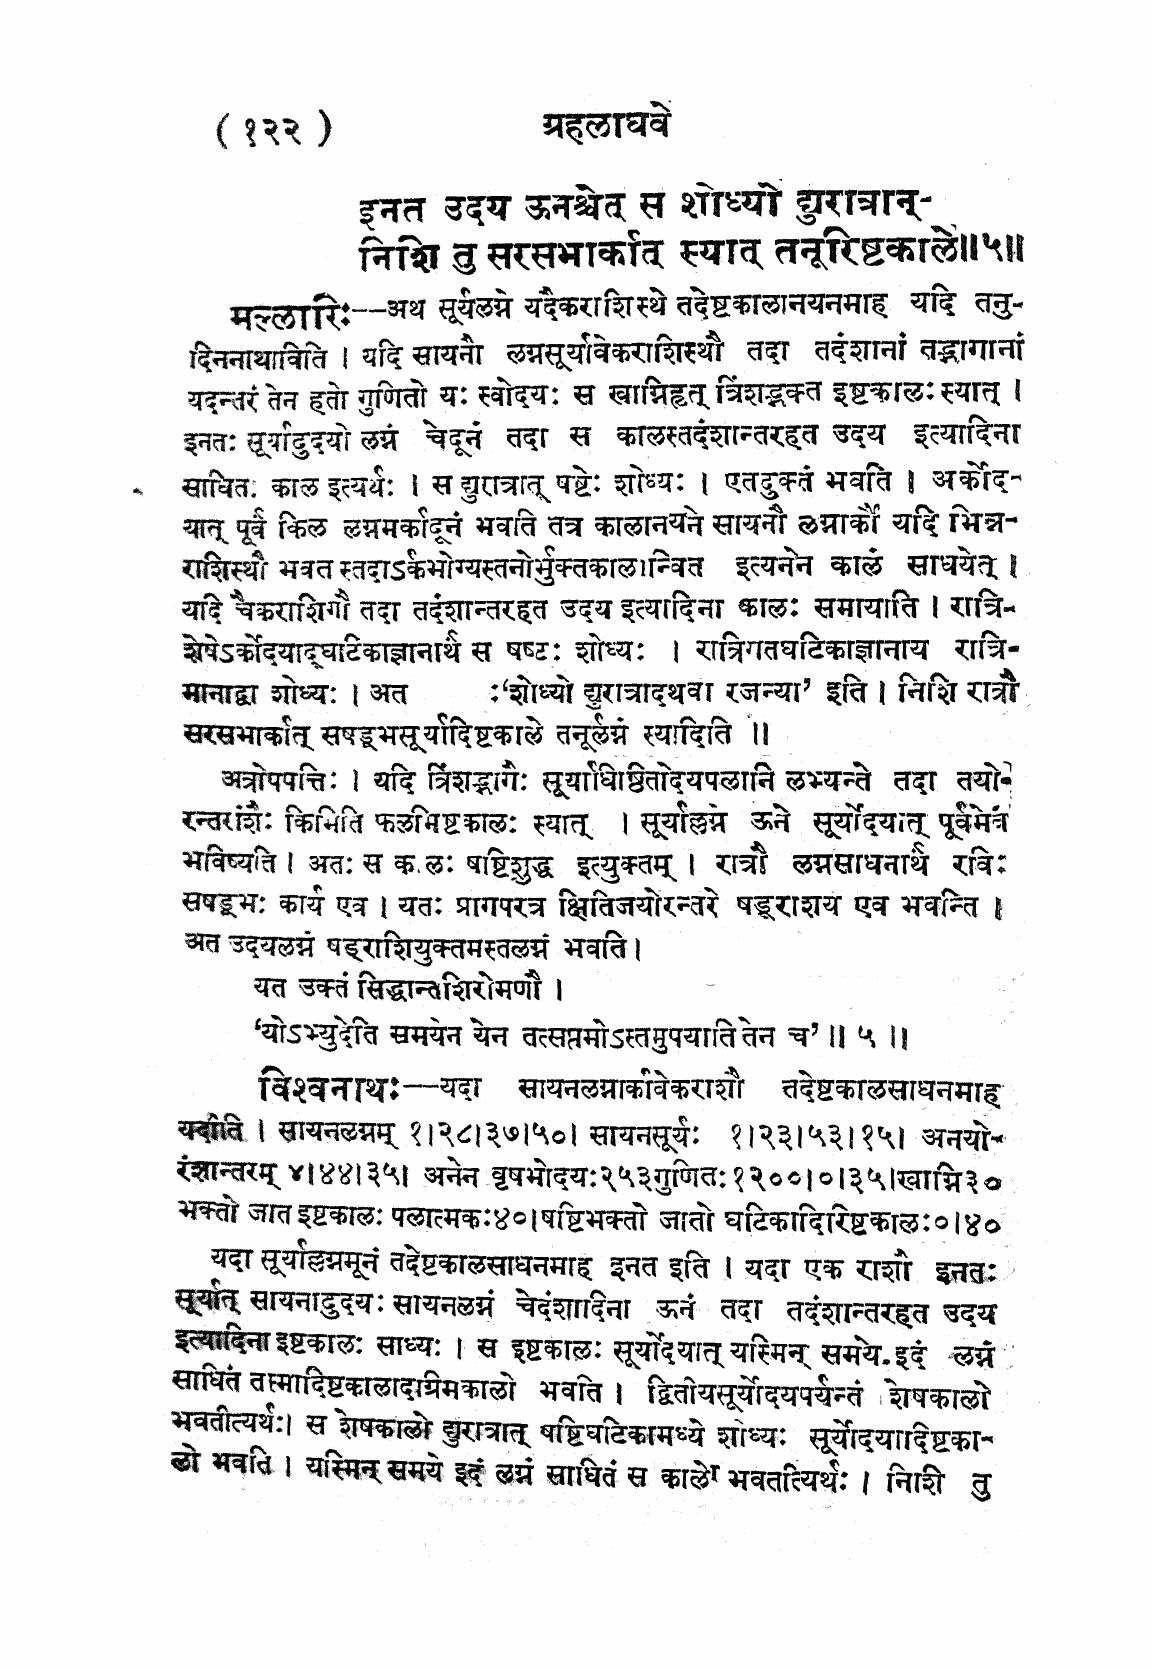 ( १२२ ) ग्रहलाघवे
इनत उदय ऊनश्चेत् स शोध्यो द्युरात्रान्-
निशि तु सरसभार्कात् स्यात् तनूरिष्टकाले॥५॥
मल्लारिः--अथ सूर्यलग्ने यदैकराशिस्थे तदेष्टकालानयनमाह यदि तनु-
दिननाथाविति । यदि सायनौ लग्नसूर्यावेकराशिस्थौ तदा तदंशानां तद्भागानां
यदन्तरं तेन हतो गुणितो यः स्वोदयः स खाग्निहृत् त्रिंशद्भक्त इष्टकालः स्यात् ।
इनतः सूर्यादुदयो लग्नं चेदूनं तदा स कालस्तदंशान्तरहत उदय इत्यादिना
साधितः काल इत्यर्थः । स द्युरात्रात् षष्टेः शोध्यः । एतदुक्तं भवति । अर्कोद-
यात् पूर्वं किल लग्नमर्कादूनं भवति तत्र कालानयने सायनौ लग्नार्कौ यदि भिन्न-
राशिस्थौ भवत स्तदाऽर्कभोग्यस्तनोर्भुक्तकालान्वित इत्यनेन कालं साधयेत् ।
यदि चैकराशिगौ तदा तदंशान्तरहत उदय इत्यादिना कालः समायाति । रात्रि-
शेषेऽर्कोदयाद्घटिकाज्ञानार्थं स षष्टः शोध्यः । रात्रिगतघटिकाज्ञानाय रात्रि-
मानाद्वा शोध्यः । अत :‘शोध्यो द्युरात्रादथवा रजन्या’ इति । निशि रात्रौ
सरसभार्कात् सषड्भसूर्यादिष्टकाले तनूर्लग्नं स्यादिति ॥
अत्रोपपत्तिः । यदि त्रिंशद्भागैः सूर्याधिष्ठितोदयपलानि लभ्यन्ते तदा तयो-
रन्तरांशैः किमिति फलमिष्टकालः स्यात् । सूर्याल्लग्ने ऊने सूर्योदयात् पूर्वमेव
भविष्यति । अतः स क.लः षष्टिशुद्ध इत्युक्तम् । रात्रौ लग्नसाधनार्थं रविः
सषड्भः कार्य एव । यतः प्रागपरत्र क्षितिजयोरन्तरे षड्राशय एव भवन्ति ।
अत उदयलग्नं षड्राशियुक्तमस्तलग्नं भवति।
यत उक्तं सिद्धान्तशिरोमणौ ।
‘योऽभ्युदेति समयेन येन तत्सप्तमोऽस्तमुपयाति तेन च’ ॥ ५ ॥
विश्वनाथः--यदा सायनलग्नार्कावेकराशौ तदेष्टकालसाधनमाह
यदीति । सायनलग्नम् १।२८।३७।५०। सायनसूर्यः १।२३।५३।१५। अनयो-
रंशान्तरम् ४।४४।३५। अनेन वृषभोदयः२५३गुणितः१२००।०।३५।खाग्नि३०
भक्तो जात इष्टकालः पलात्मकः४०।षष्टिभक्तो जातो घटिकादिरिष्टकालः०।४०
यदा सूर्याल्लग्नमूनं तदेष्टकालसाधनमाह इनत इति । यदा एक राशौ इनतः
सूर्यात् सायनादुदयः सायनलग्नं चेदंशादिना ऊनं तदा तदंशान्तरहत उदय
इत्यादिना इष्टकालः साध्यः । स इष्टकालः सूर्योदयात् यस्मिन् समये.इदं लग्नं
साधितं तस्मादिष्टकालादग्रिमकालो भवति । द्वितीयसूर्योदयपर्यन्तं शेषकालो
भवतीत्यर्थः। स शेषकालो द्युरात्रात् षष्टिघटिकामध्ये शोध्यः सूर्योदयादिष्टका-
लो भवति । यस्मिन् समये इदं लग्नं साधितं स कालो भवतत्यिर्थः । निशि तु